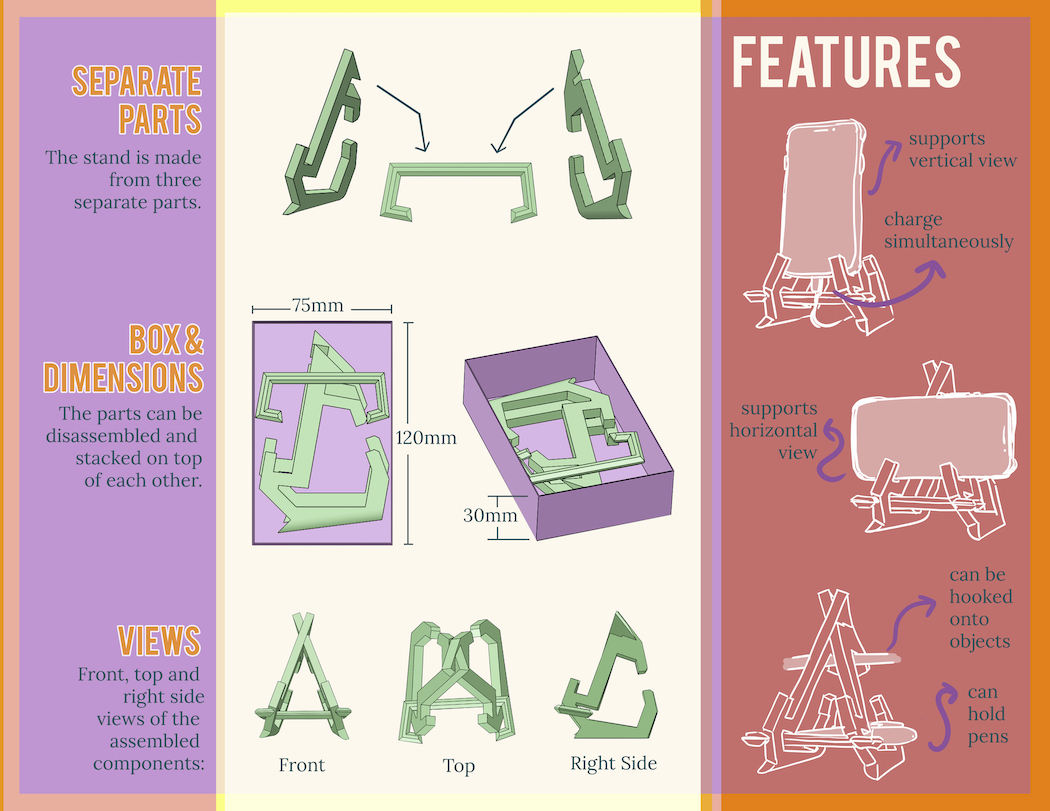 SEPARATE
PARTS
The stand is made
from three
separate parts.
BOX &
DIMENSIONS
The parts can be
disassembled and
stacked on top
of each other.
75mm
120mm
30mm
VIEWS
Front, top and
right side
views of the
assembled
components:
Front
Top
Right Side
FEATURES
supports
vertical view
charge
simultaneously
supports
horizontal
view
can be
hooked
onto
objects
can
hold
pens